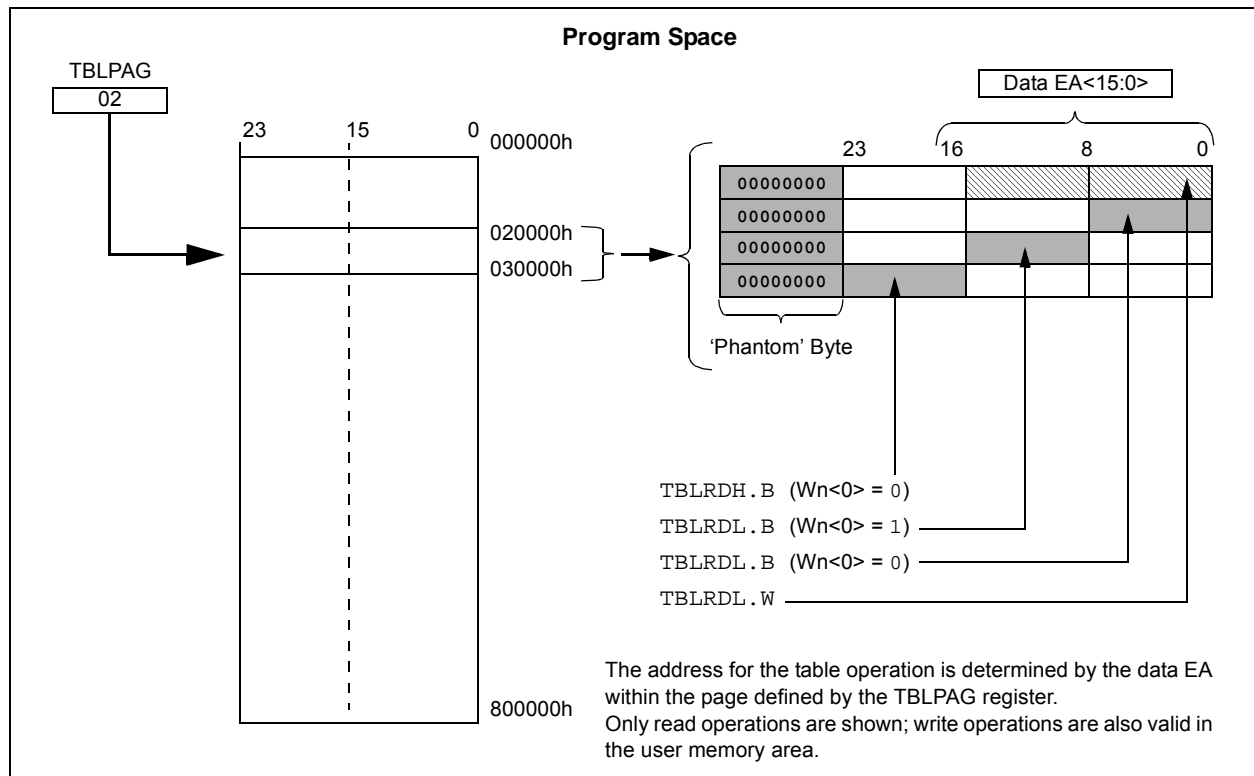 Program Space
TBLPAG
02
Data EA<15:0>
23 15 0
000000h
020000h
030000h
800000h
23 16 8 0
00000000
00000000
00000000
00000000
‘Phantom’ Byte
TBLRDH.B (Wn<0> = 0)
TBLRDL.B (Wn<0> = 1)
TBLRDL.B (Wn<0> = 0)
TBLRDL.W
The address for the table operation is determined by the data EA
within the page defined by the TBLPAG register.
Only read operations are shown; write operations are also valid in
the user memory area.